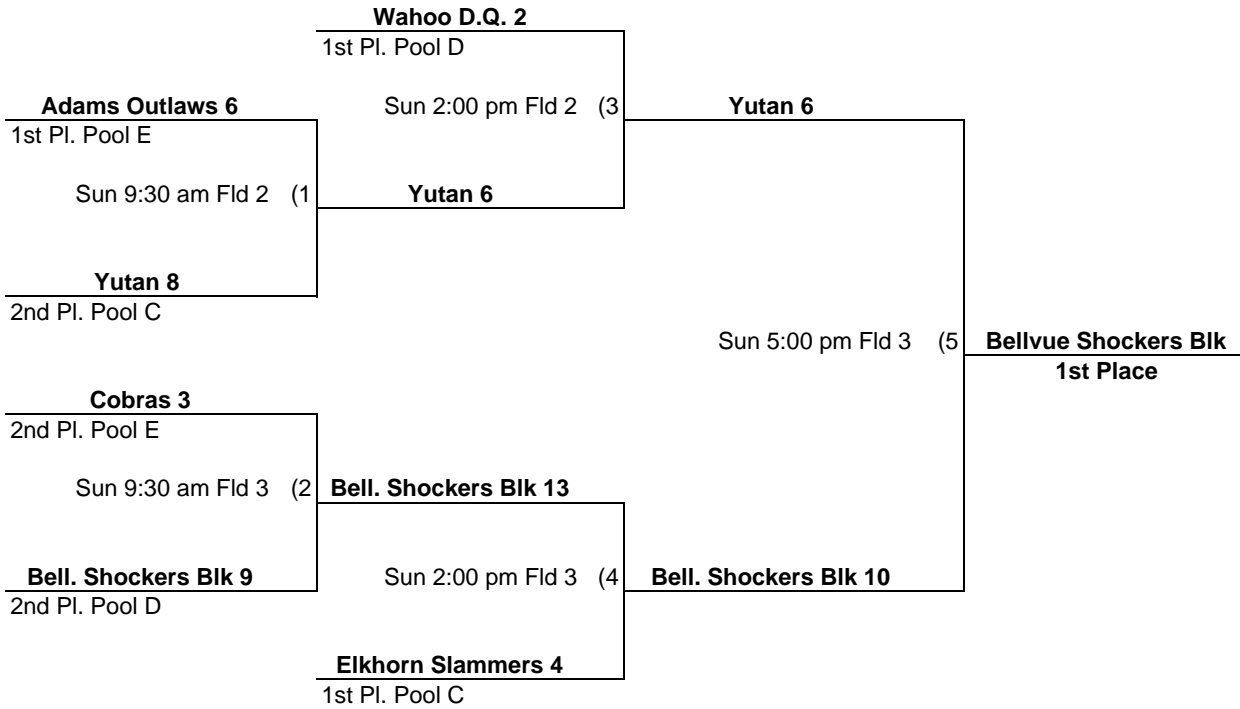 Wahoo D.Q. 2
1st Pl. Pool D
Adams Outlaws 6
Sun 2:00 pm Fld 2 (3
Yutan 6
1st Pl. Pool E
Sun 9:30 am Fld 2 (1
Yutan 6
Yutan 8
2nd Pl. Pool C
Sun 5:00 pm Fld 3 (5
Bellvue Shockers Blk
1st Place
Cobras 3
2nd Pl. Pool E
Sun 9:30 am Fld 3 (2
Bell. Shockers Blk 13
Bell. Shockers Blk 9
Sun 2:00 pm Fld 3 (4
Bell. Shockers Blk 10
2nd Pl. Pool D
Elkhorn Slammers 4
1st Pl. Pool C